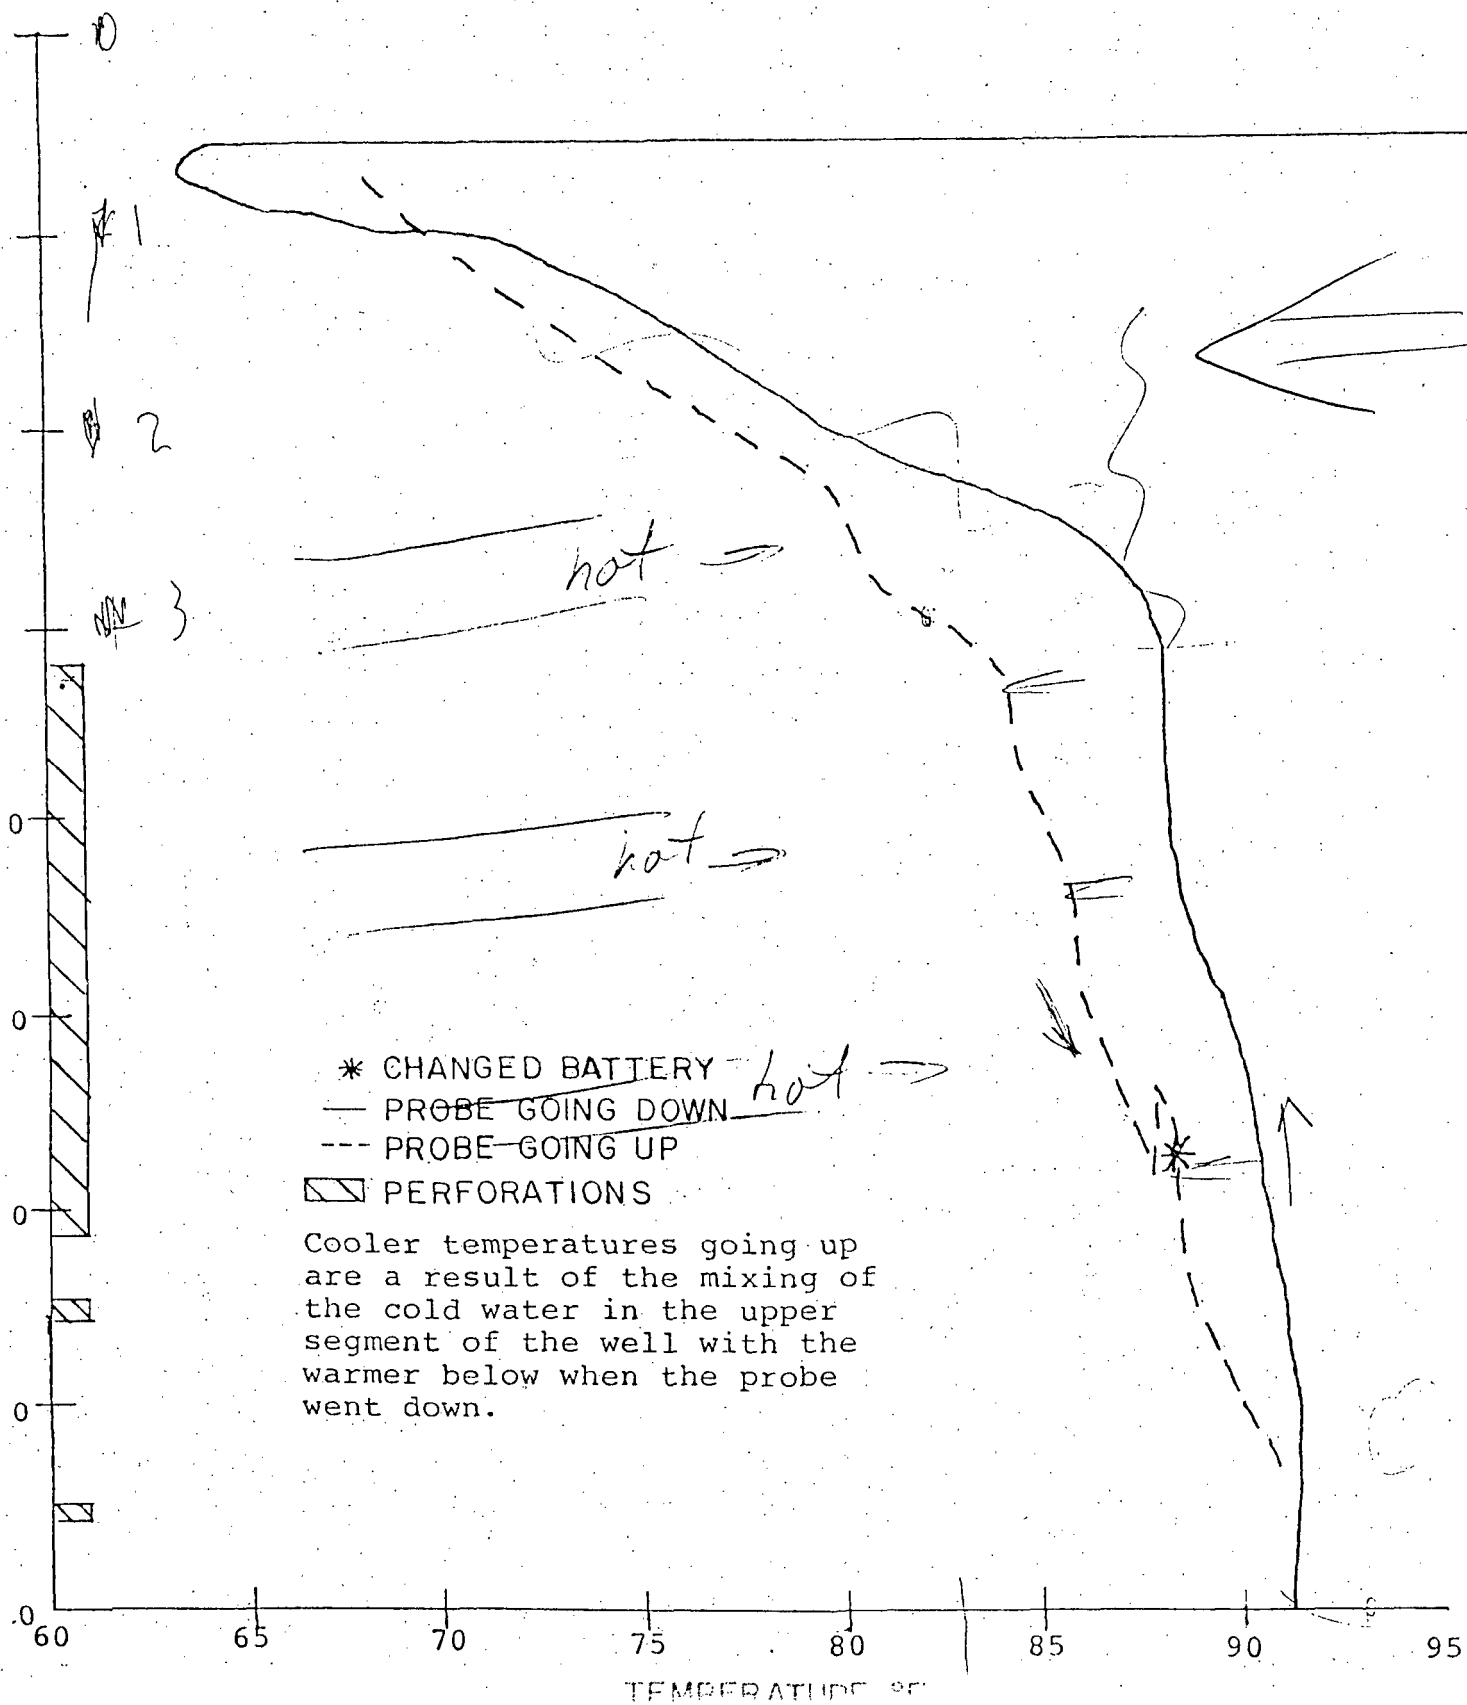 0
1
2
hot
3
0
hot
0
* CHANGED BATTERY hot
— PROBE GOING DOWN
--- PROBE GOING UP
PERFORATIONS
0
Cooler temperatures going up
are a result of the mixing of
the cold water in the upper
segment of the well with the
warmer below when the probe
went down.
0
.0
60 65 70 75 80 85 90 95
TEMPERATURE °F